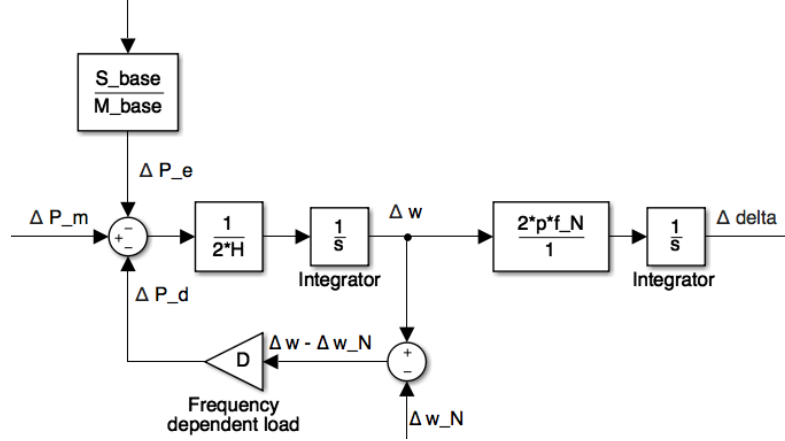 S_base
M_base
Δ P_e
Δ P_m
+
−
−
1
2*H
1
s
Integrator
Δ w
2*p*f_N
1
1
s
Integrator
Δ delta
Δ P_d
D
Δ w - Δ w_N
+
−
Frequency
dependent load
Δ w_N